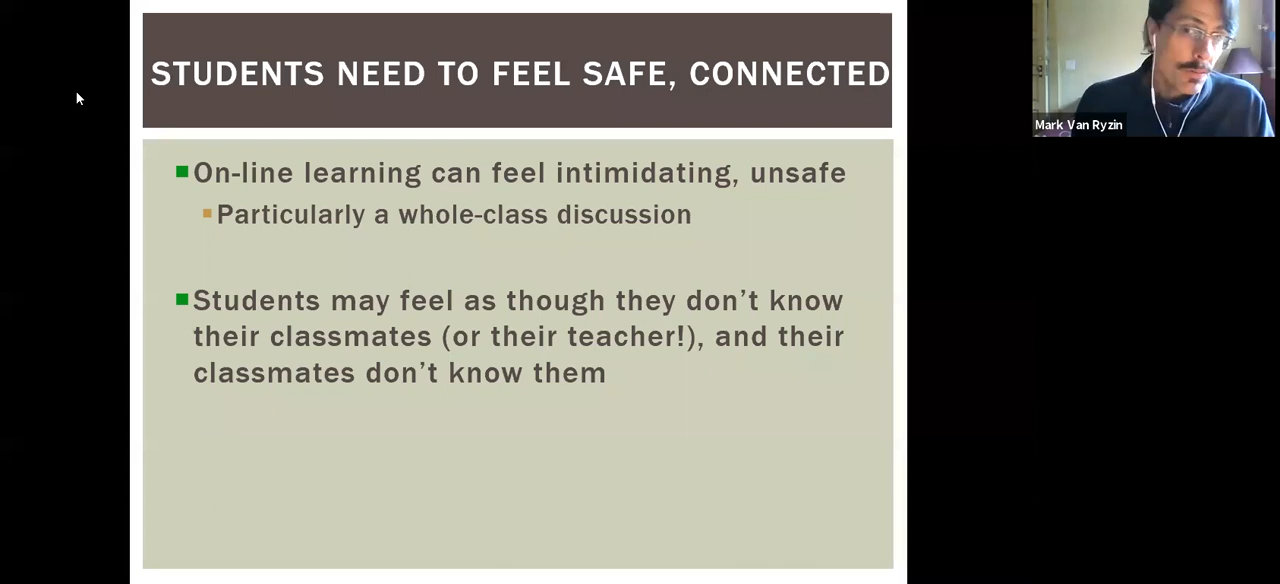 STUDENTS NEED TO FEEL SAFE, CONNECTED
On-line learning can feel intimidating, unsafe
Particularly a whole-class discussion
Students may feel as though they don’t know
their classmates (or their teacher!), and their
classmates don’t know them
Mark Van Ryzin